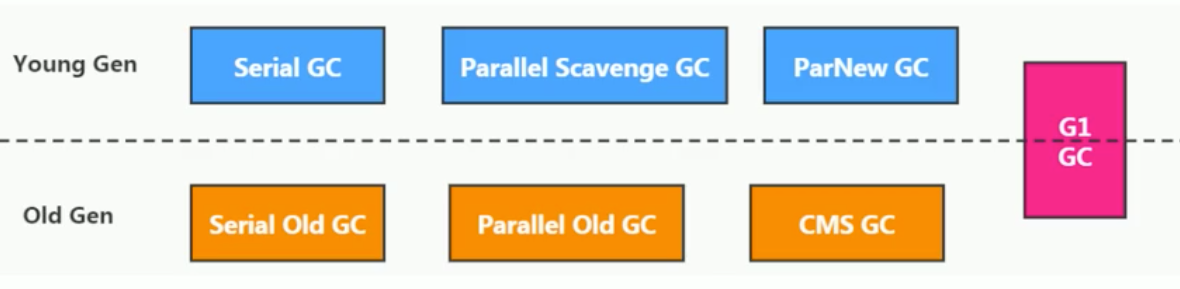 Young Gen
Serial GC
Parallel Scavenge GC
ParNew GC
G1
GC
Old Gen
Serial Old GC
Parallel Old GC
CMS GC